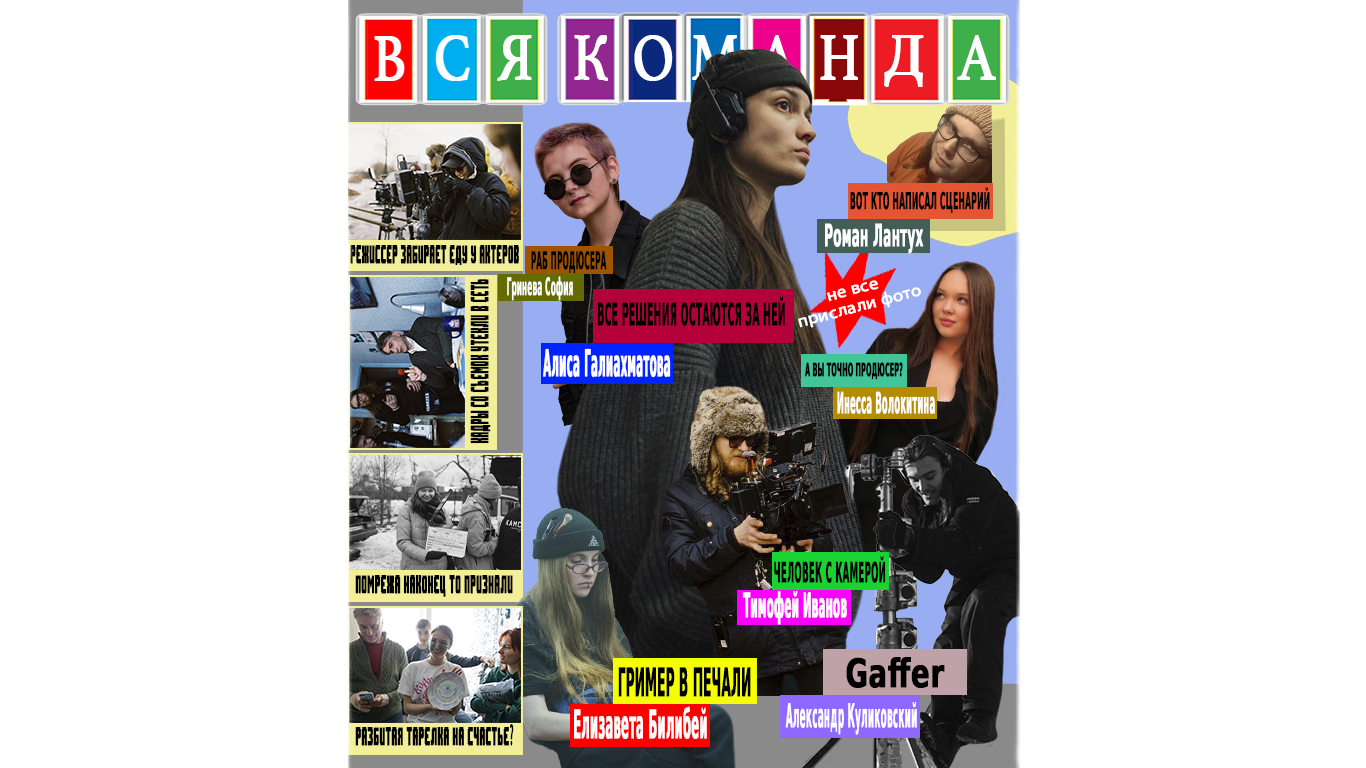 ВСЯ КОМАНДА
РЕЖИССЕР ЗАБИРАЕТ ЕДУ У АКТЕРОВ
КАДРЫ СО СЪЕМОК УТЕКЛИ В СЕТЬ
ПОМРЕЖА НАКОНЕЦ ТО ПРИЗНАЛИ
РАЗБИТАЯ ТАРЕЛКА НА СЧАСТЬЕ?
РАБ ПРОДЮСЕРА
Гринева София
ВСЕ РЕШЕНИЯ ОСТАЮТСЯ ЗА НЕЙ
Алиса Галиахматова
ВОТ КТО НАПИСАЛ СЦЕНАРИЙ
Роман Лантух
не все
прислали фото
А ВЫ ТОЧНО ПРОДЮСЕР?
Инесса Волокитина
ЧЕЛОВЕК С КАМЕРОЙ
Тимофей Иванов
ГРИМЕР В ПЕЧАЛИ
Елизавета Билибей
Gaffer
Александр Куликовский